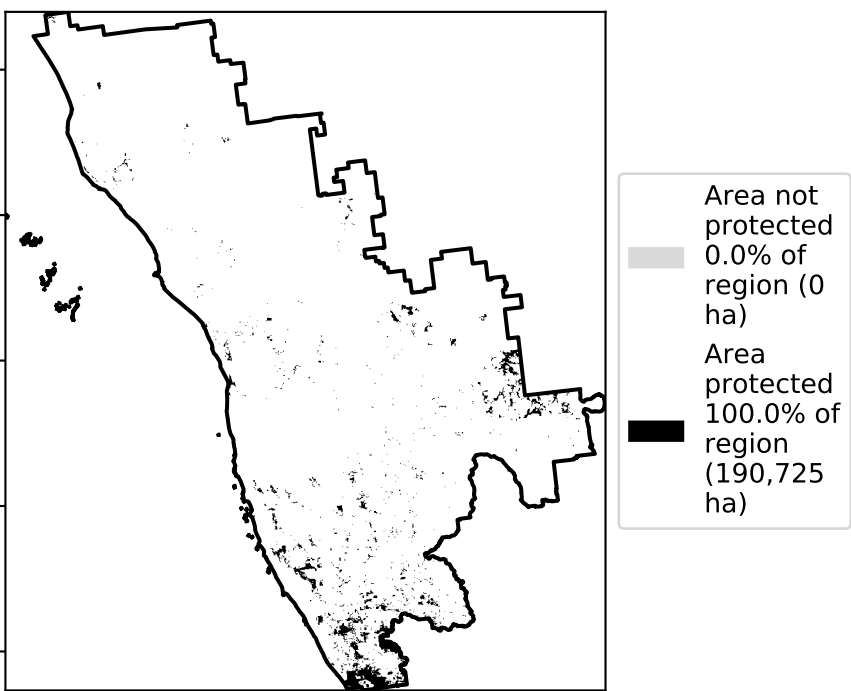 Area not
protected
0.0% of
region (0
ha)
Area
protected
100.0% of
region
(190,725
ha)